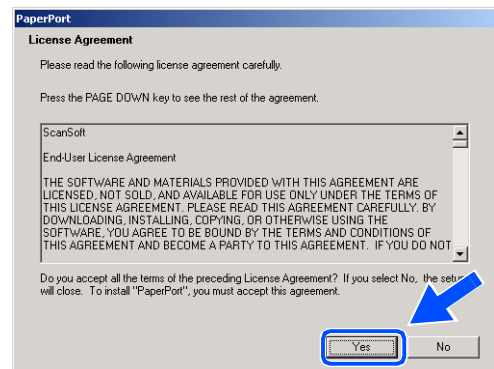 PaperPort
License Agreement
Please read the following license agreement carefully.
Press the PAGE DOWN key to see the rest of the agreement.
ScanSoft
End-User License Agreement
THE SOFTWARE AND MATERIALS PROVIDED WITH THIS AGREEMENT ARE
LICENSED, NOT SOLD, AND AVAILABLE FOR USE ONLY UNDER THE TERMS OF
THIS LICENSE AGREEMENT. PLEASE READ THIS AGREEMENT CAREFULLY. BY
DOWNLOADING, INSTALLING, COPYING, OR OTHERWISE USING THE
SOFTWARE, YOU AGREE TO BE BOUND BY THE TERMS AND CONDITIONS OF
THIS AGREEMENT AND BECOME A PARTY TO THIS AGREEMENT. IF YOU DO NOT
Do you accept all the terms of the preceding License Agreement? If you select No, the setup
will close. To install "PaperPort", you must accept this agreement.
Yes No